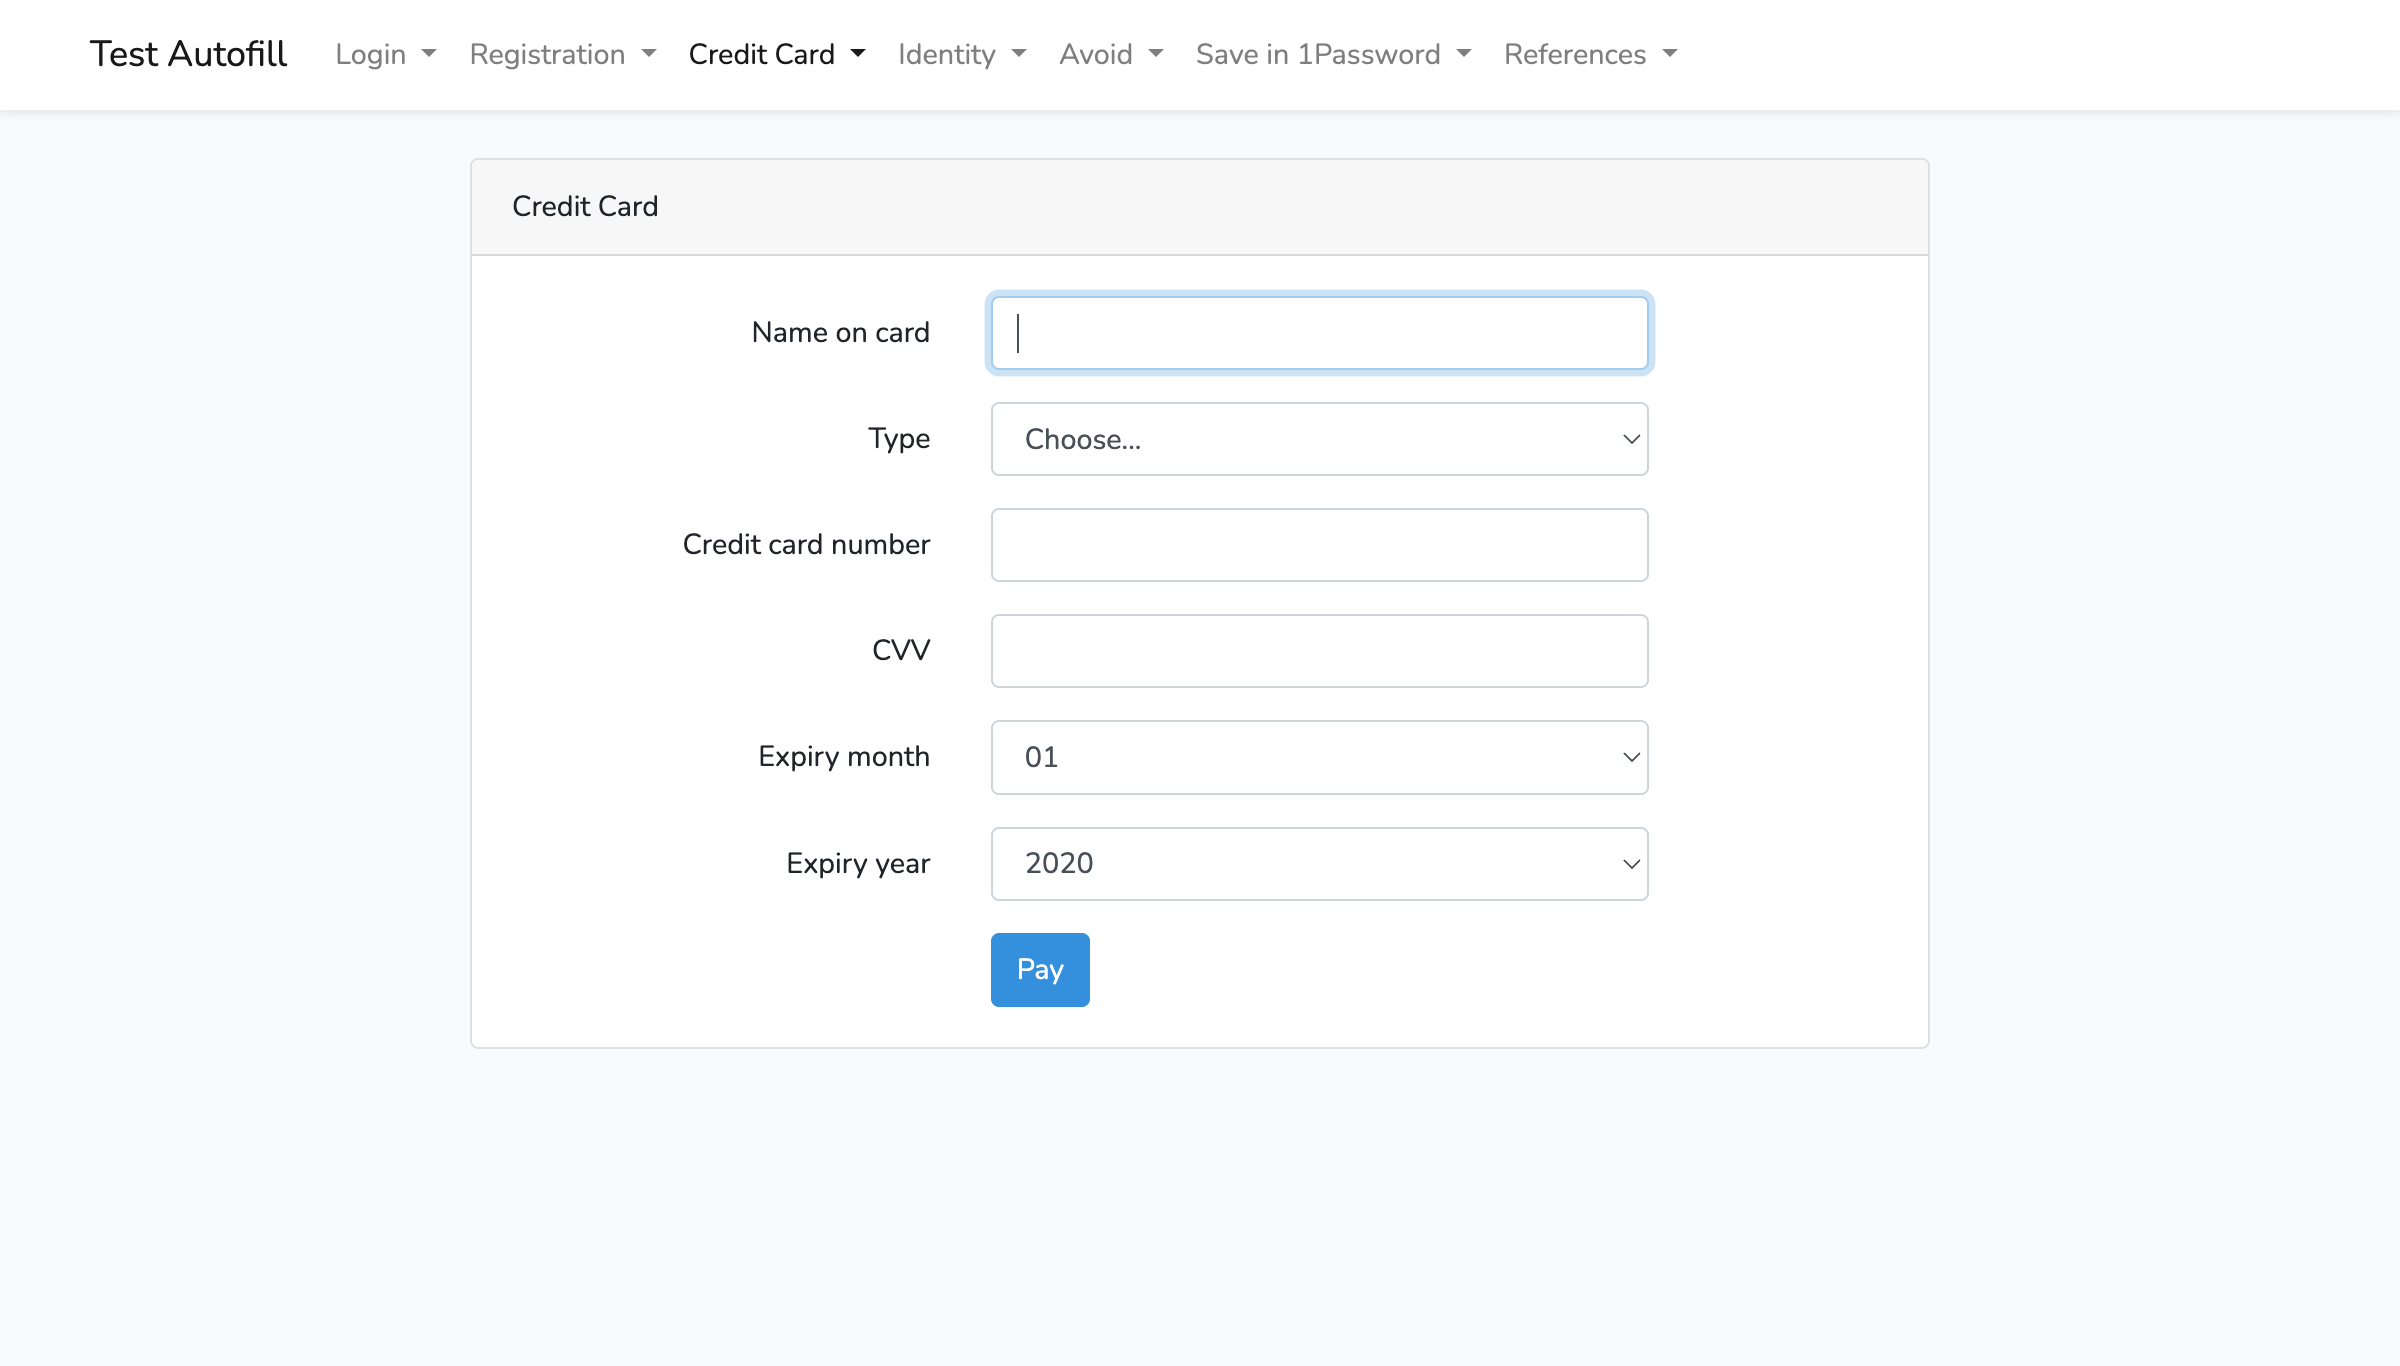 Test Autofill Login Registration Credit Card Identity Avoid Save in 1Password References
Credit Card
Name on card
Type Choose...
Credit card number
CVV
Expiry month 01
Expiry year 2020
Pay